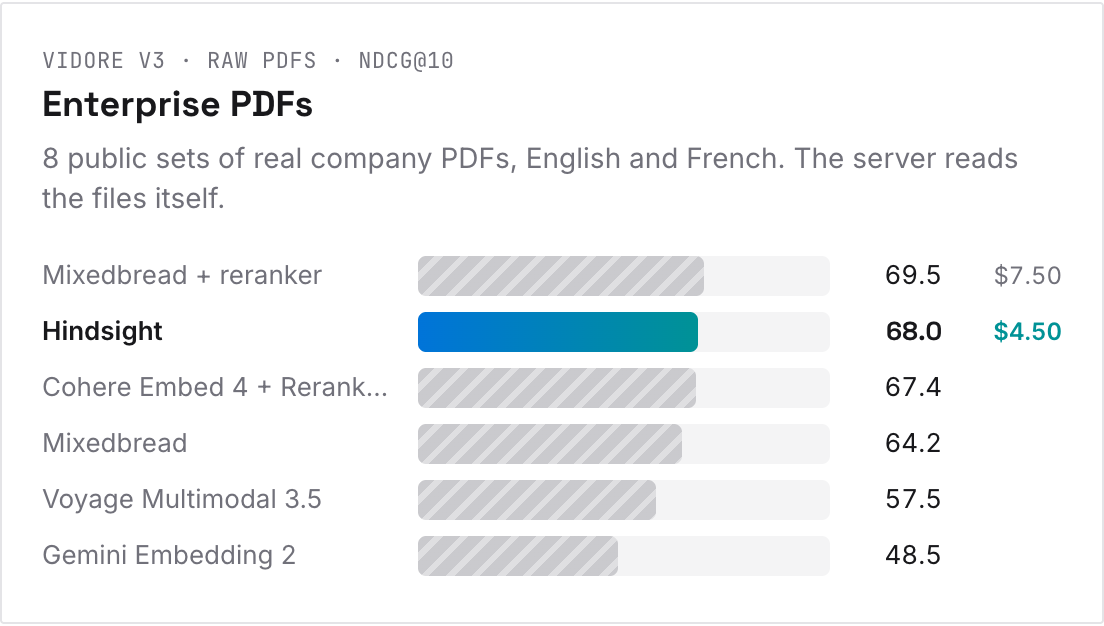 VIDORE V3 · RAW PDFS · NDCG@10
Enterprise PDFs
8 public sets of real company PDFs, English and French. The server reads
the files itself.
Mixedbread + reranker 69.5 $7.50
Hindsight 68.0 $4.50
Cohere Embed 4 + Rerank... 67.4
Mixedbread 64.2
Voyage Multimodal 3.5 57.5
Gemini Embedding 2 48.5